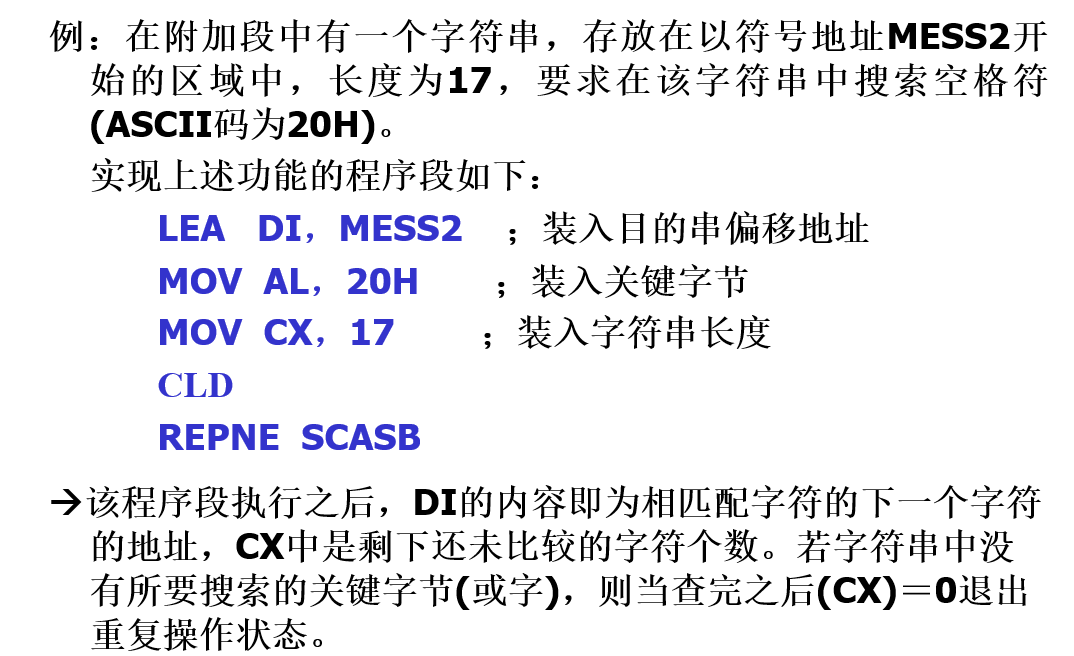 例：在附加段中有一个字符串，存放在以符号地址MESS2开
始的区域中，长度为17，要求在该字符串中搜索空格符
(ASCII码为20H)。
实现上述功能的程序段如下：
LEA DI，MESS2 ；装入目的串偏移地址
MOV AL，20H ；装入关键字节
MOV CX，17 ；装入字符串长度
CLD
REPNE SCASB
→该程序段执行之后，DI的内容即为相匹配字符的下一个字符
的地址，CX中是剩下还未比较的字符个数。若字符串中没
有所要搜索的关键字节(或字)，则当查完之后(CX)＝0退出
重复操作状态。